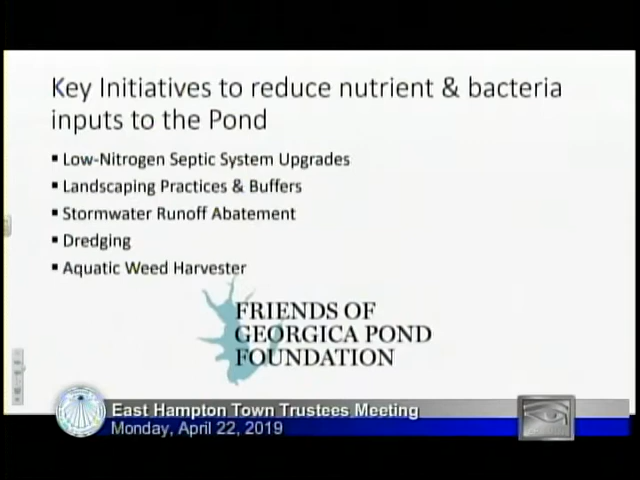 Key Initiatives to reduce nutrient & bacteria
inputs to the Pond
▪ Low-Nitrogen Septic System Upgrades
▪ Landscaping Practices & Buffers
▪ Stormwater Runoff Abatement
▪ Dredging
▪ Aquatic Weed Harvester
FRIENDS OF
GEORGICA POND
FOUNDATION
East Hampton Town Trustees Meeting
Monday, April 22, 2019